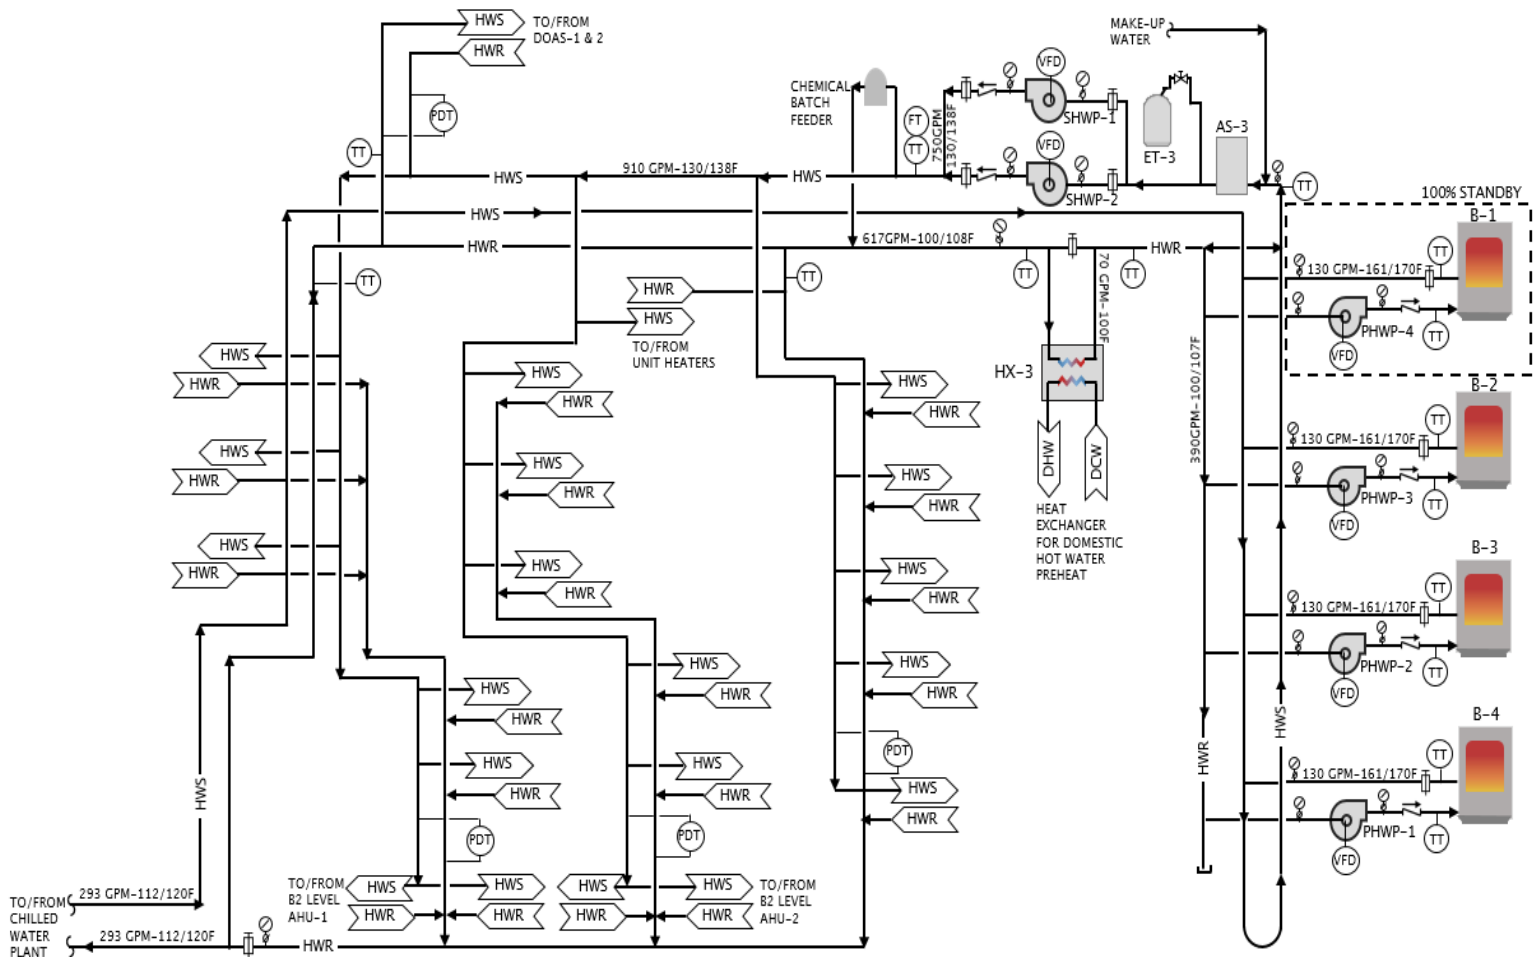 HWS
TO/FROM
DOAS-1 & 2
HWR
MAKE-UP
WATER
VFD
CHEMICAL
BATCH
FEEDER
PDT
FT
TT
750GPM
130/138F
SHWP-1
VFD
ET-3
AS-3
TT
910 GPM-130/138F
HWS
HWS
SHWP-2
TT
100% STANDBY
B-1
HWS
HWR
617GPM-100/108F
HWR
TT
TT
TT
TT
TT
130 GPM-161/170F
70 GPM-100F
HWR
HWS
TO/FROM
UNIT HEATERS
PHWP-4
TT
VFD
HWS
HWR
HWS
HWR
HWS
HWR
HX-3
B-2
390GPM-100/107F
TT
130 GPM-161/170F
HWS
HWR
HWS
HWR
HWS
HWR
DHW
DCW
PHWP-3
TT
VFD
HEAT
EXCHANGER
FOR DOMESTIC
HOT WATER
PREHEAT
HWS
HWR
HWS
HWR
HWS
HWR
B-3
TT
130 GPM-161/170F
PHWP-2
TT
VFD
HWS
HWR
HWS
HWR
HWS
HWR
B-4
HWS
HWR
HWS
TT
130 GPM-161/170F
HWS
HWR
HWS
HWR
PDT
HWS
HWR
PHWP-1
TT
VFD
PDT
PDT
TO/FROM
B2 LEVEL
AHU-1
HWS
HWS
HWR
HWR
HWS
HWS
HWR
HWR
TO/FROM
B2 LEVEL
AHU-2
TO/FROM
CHILLED
WATER
PLANT
293 GPM-112/120F
293 GPM-112/120F
HWR